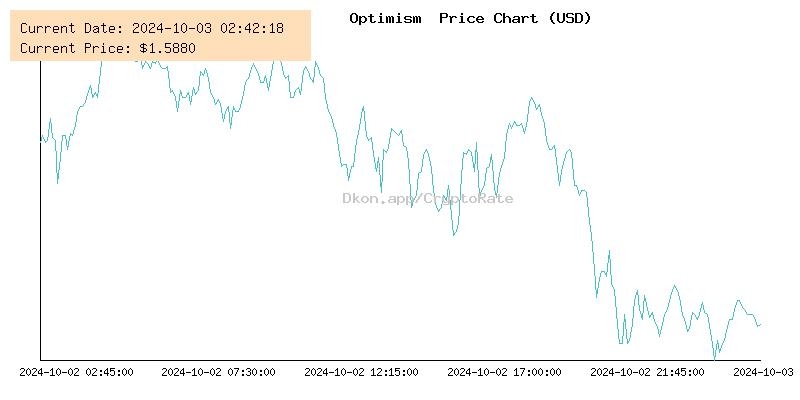 Optimism  Price Chart (USD)
Current Date: 2024-10-03 02:42:18
Current Price: $1.5880
Dkon.app/CryptoRate
2024-10-02 02:45:00 2024-10-02 07:30:00 2024-10-02 12:15:00 2024-10-02 17:00:00 2024-10-02 21:45:00 2024-10-03